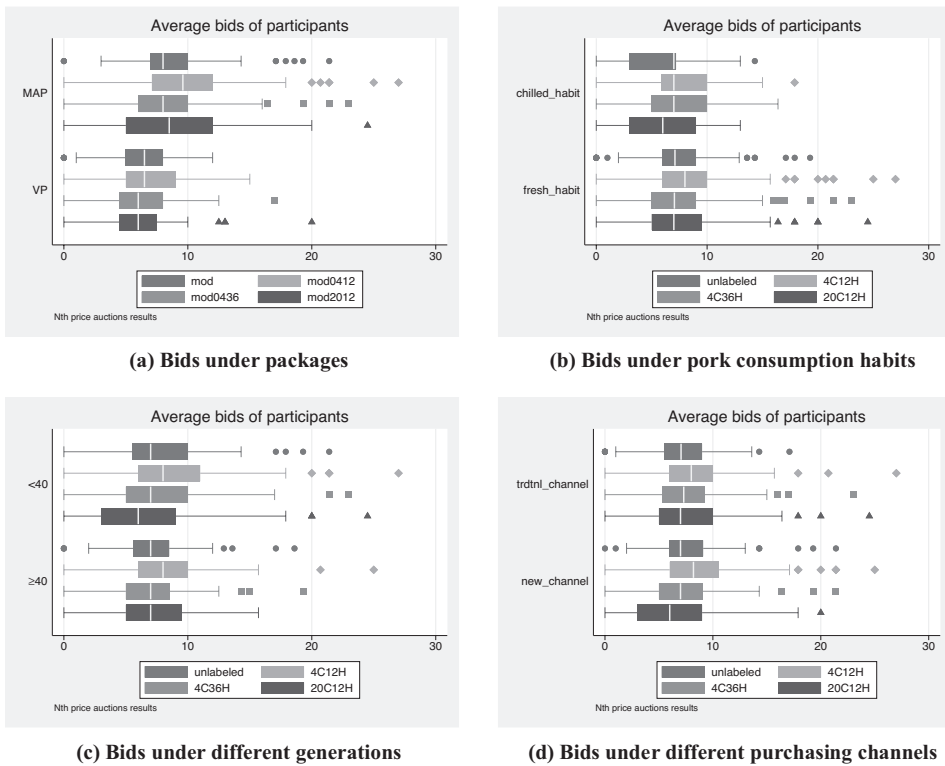 Average bids of participants
MAP
VP
0 10 20 30
mod mod0412
mod0436 mod2012
Nth price auctions results
(a) Bids under packages
Average bids of participants
chilled_habit
fresh_habit
0 10 20 30
unlabeled 4C12H
4C36H 20C12H
Nth price auctions results
(b) Bids under pork consumption habits
Average bids of participants
<40
≥40
0 10 20 30
unlabeled 4C12H
4C36H 20C12H
Nth price auctions results
(c) Bids under different generations
Average bids of participants
trdtnl_channel
new_channel
0 10 20 30
unlabeled 4C12H
4C36H 20C12H
Nth price auctions results
(d) Bids under different purchasing channels